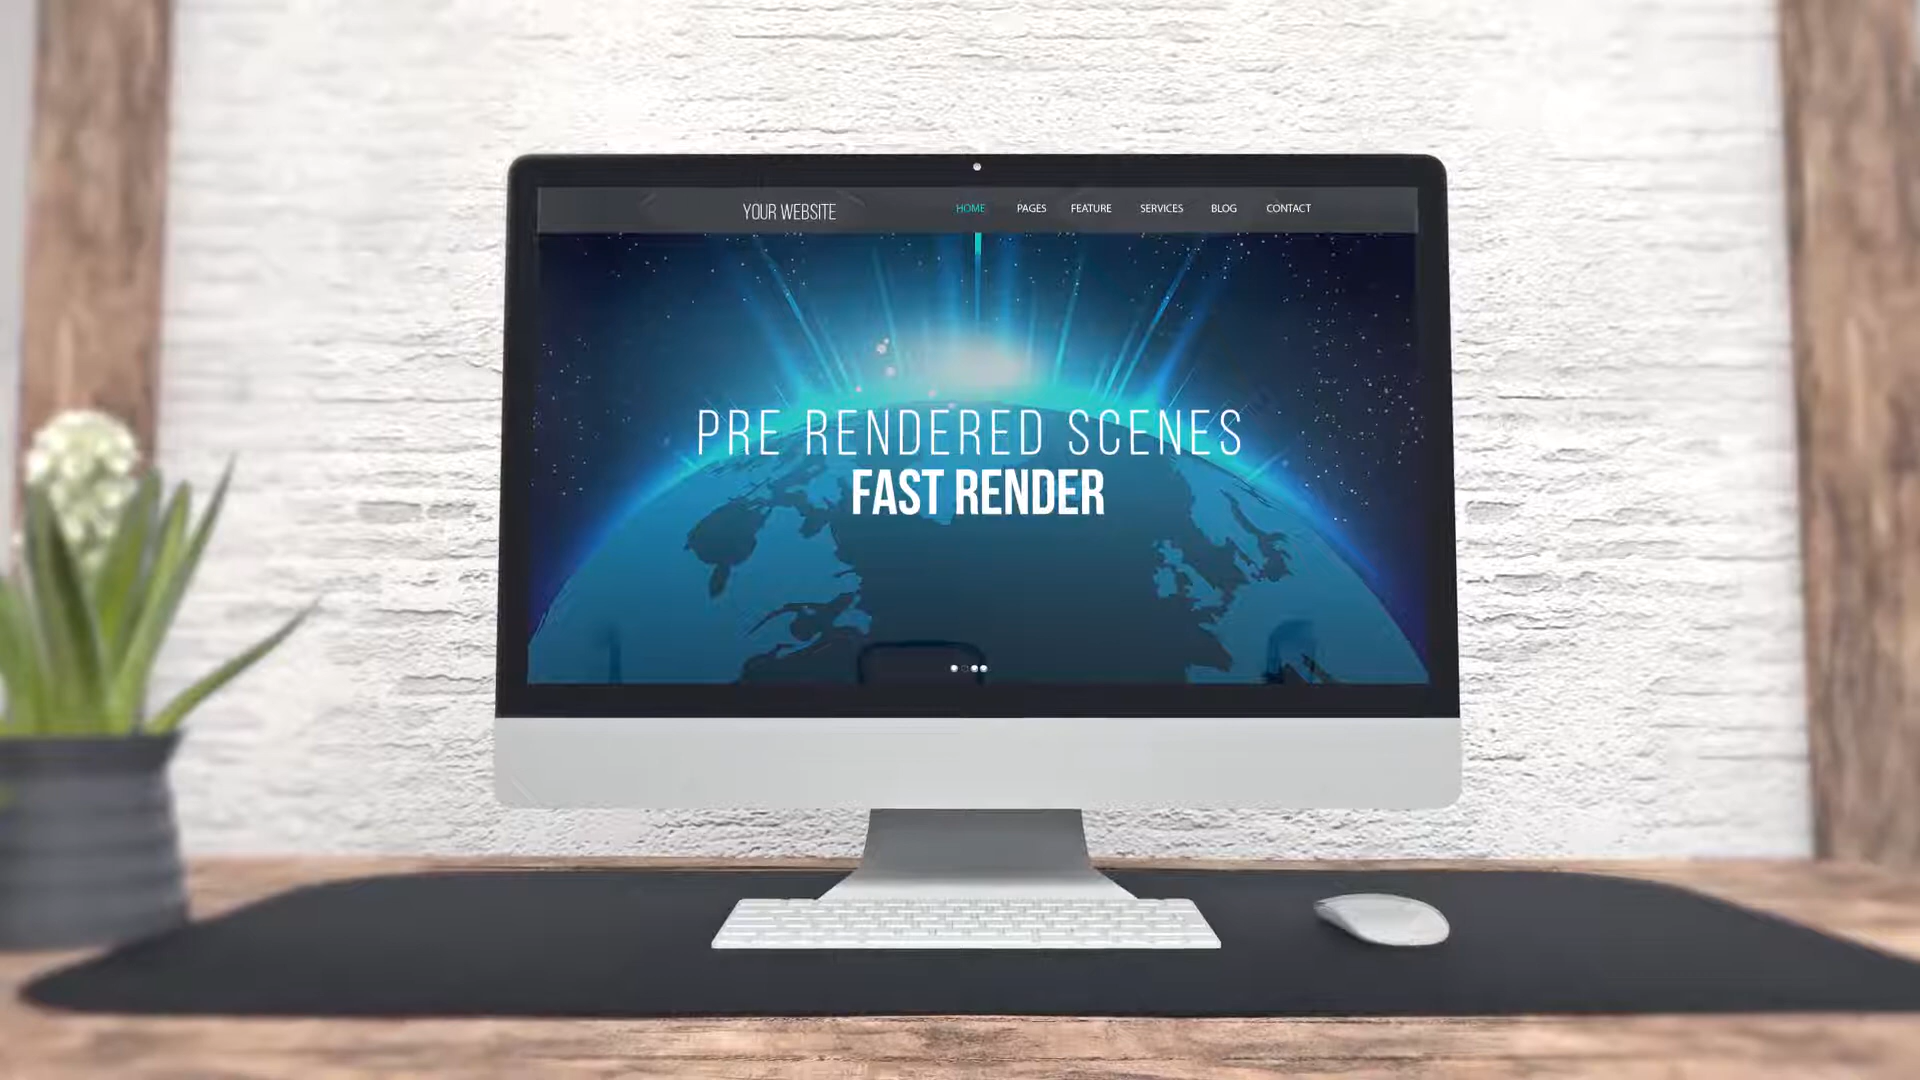 YOUR WEBSITE HOME PAGES FEATURE SERVICES BLOG CONTACT
PRE RENDERED SCENES
FAST RENDER